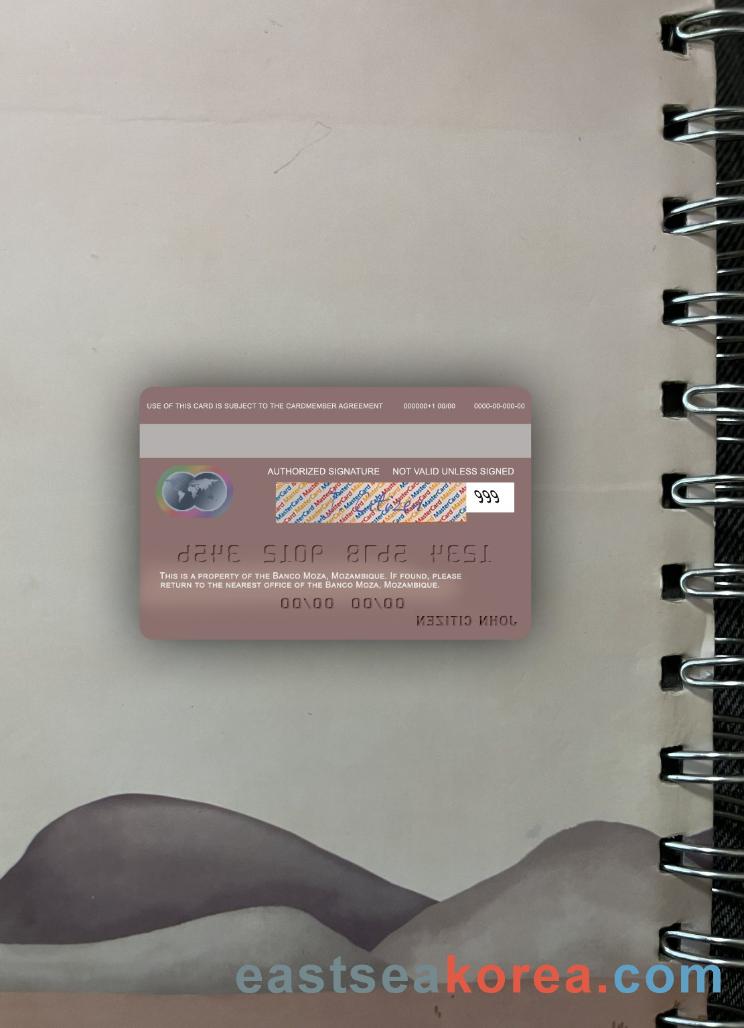 USE OF THIS CARD IS SUBJECT TO THE CARDMEMBER AGREEMENT 000000+1 00/00 0000-00-000-00
AUTHORIZED SIGNATURE NOT VALID UNLESS SIGNED
MasterCard MasterCard MasterCard
999
1234 5678 9012 3456
THIS IS A PROPERTY OF THE BANCO MOZA, MOZAMBIQUE. IF FOUND, PLEASE
RETURN TO THE NEAREST OFFICE OF THE BANCO MOZA, MOZAMBIQUE.
00/00 00/00
JOHN CITIZEN
eastseakorea.com